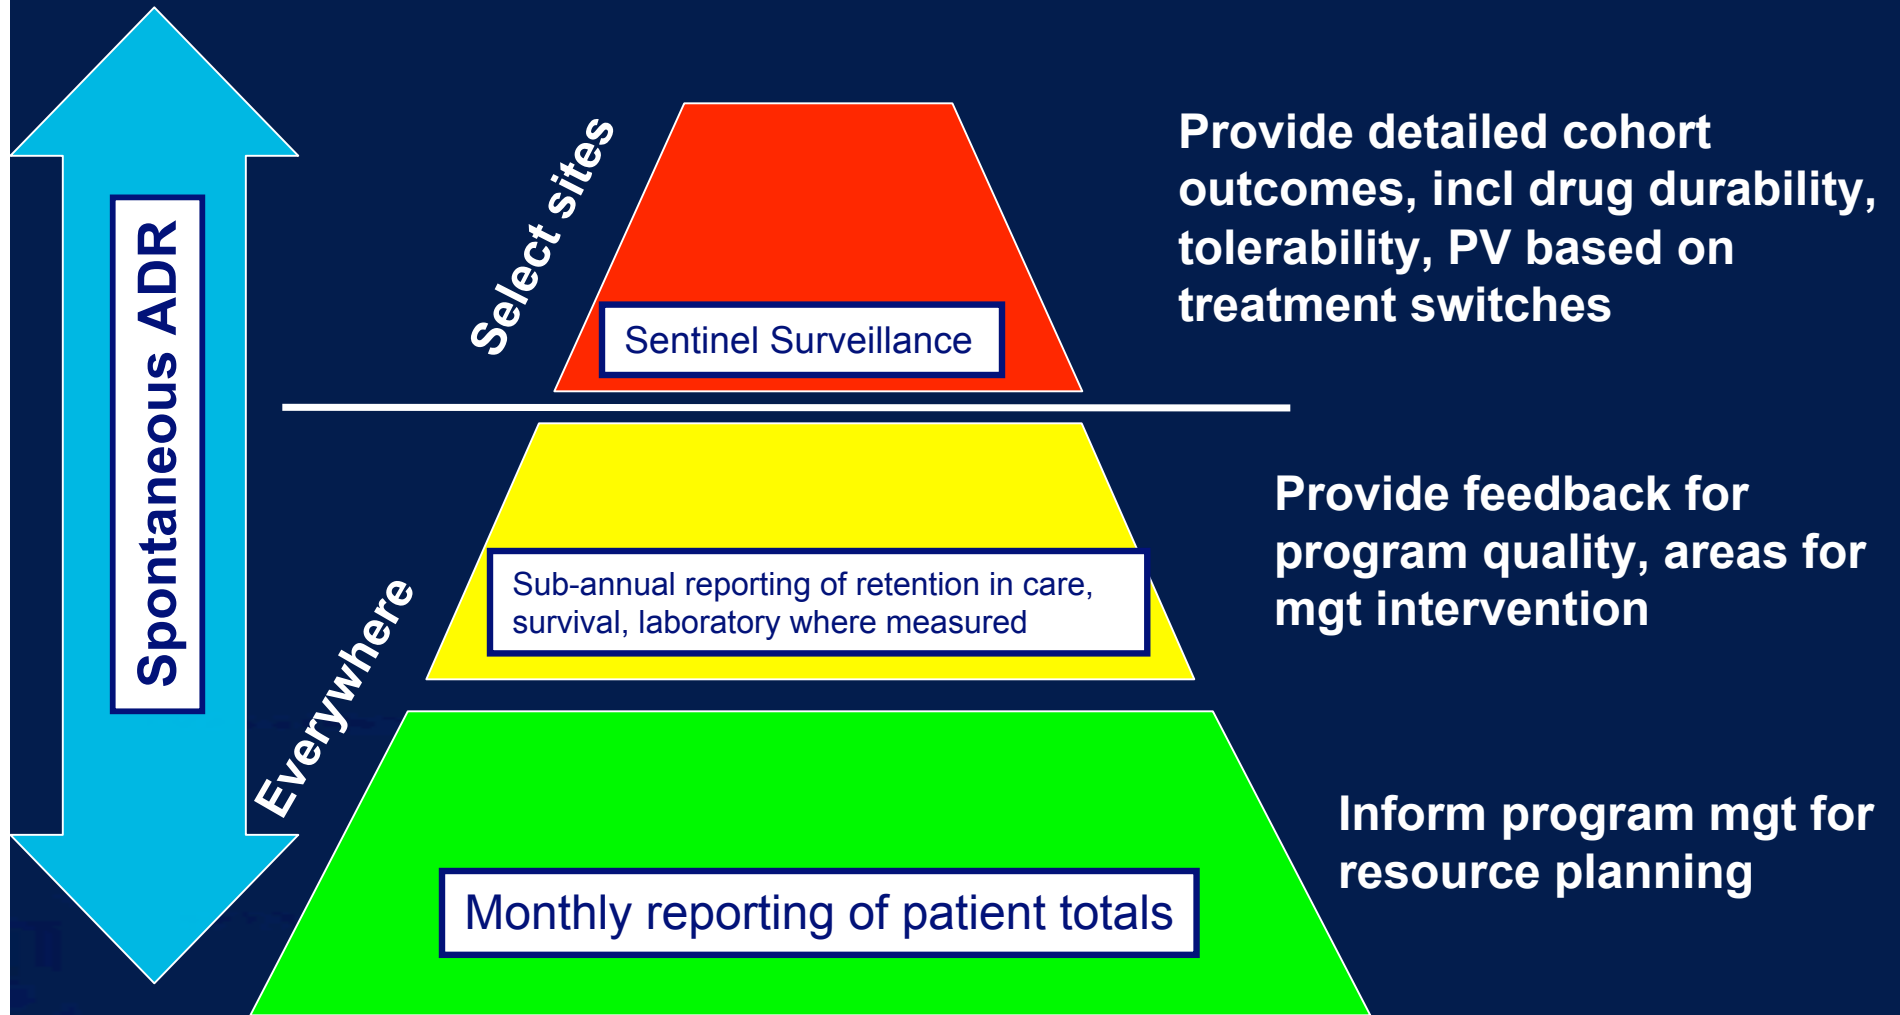 Spontaneous ADR
Select sites
Sentinel Surveillance
Provide detailed cohort
outcomes, incl drug durability,
tolerability, PV based on
treatment switches
Everywhere
Sub-annual reporting of retention in care,
survival, laboratory where measured
Provide feedback for
program quality, areas for
mgt intervention
Monthly reporting of patient totals
Inform program mgt for
resource planning